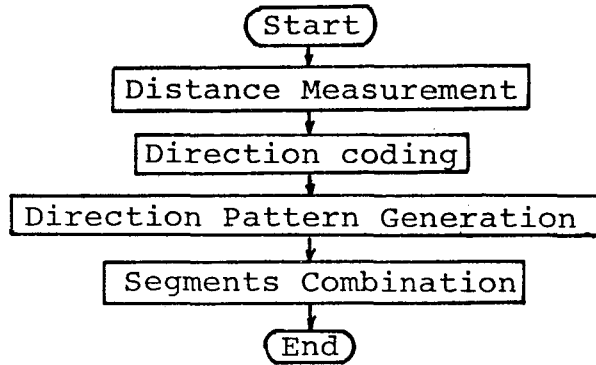 Start
Distance Measurement
Direction coding
Direction Pattern Generation
Segments Combination
End